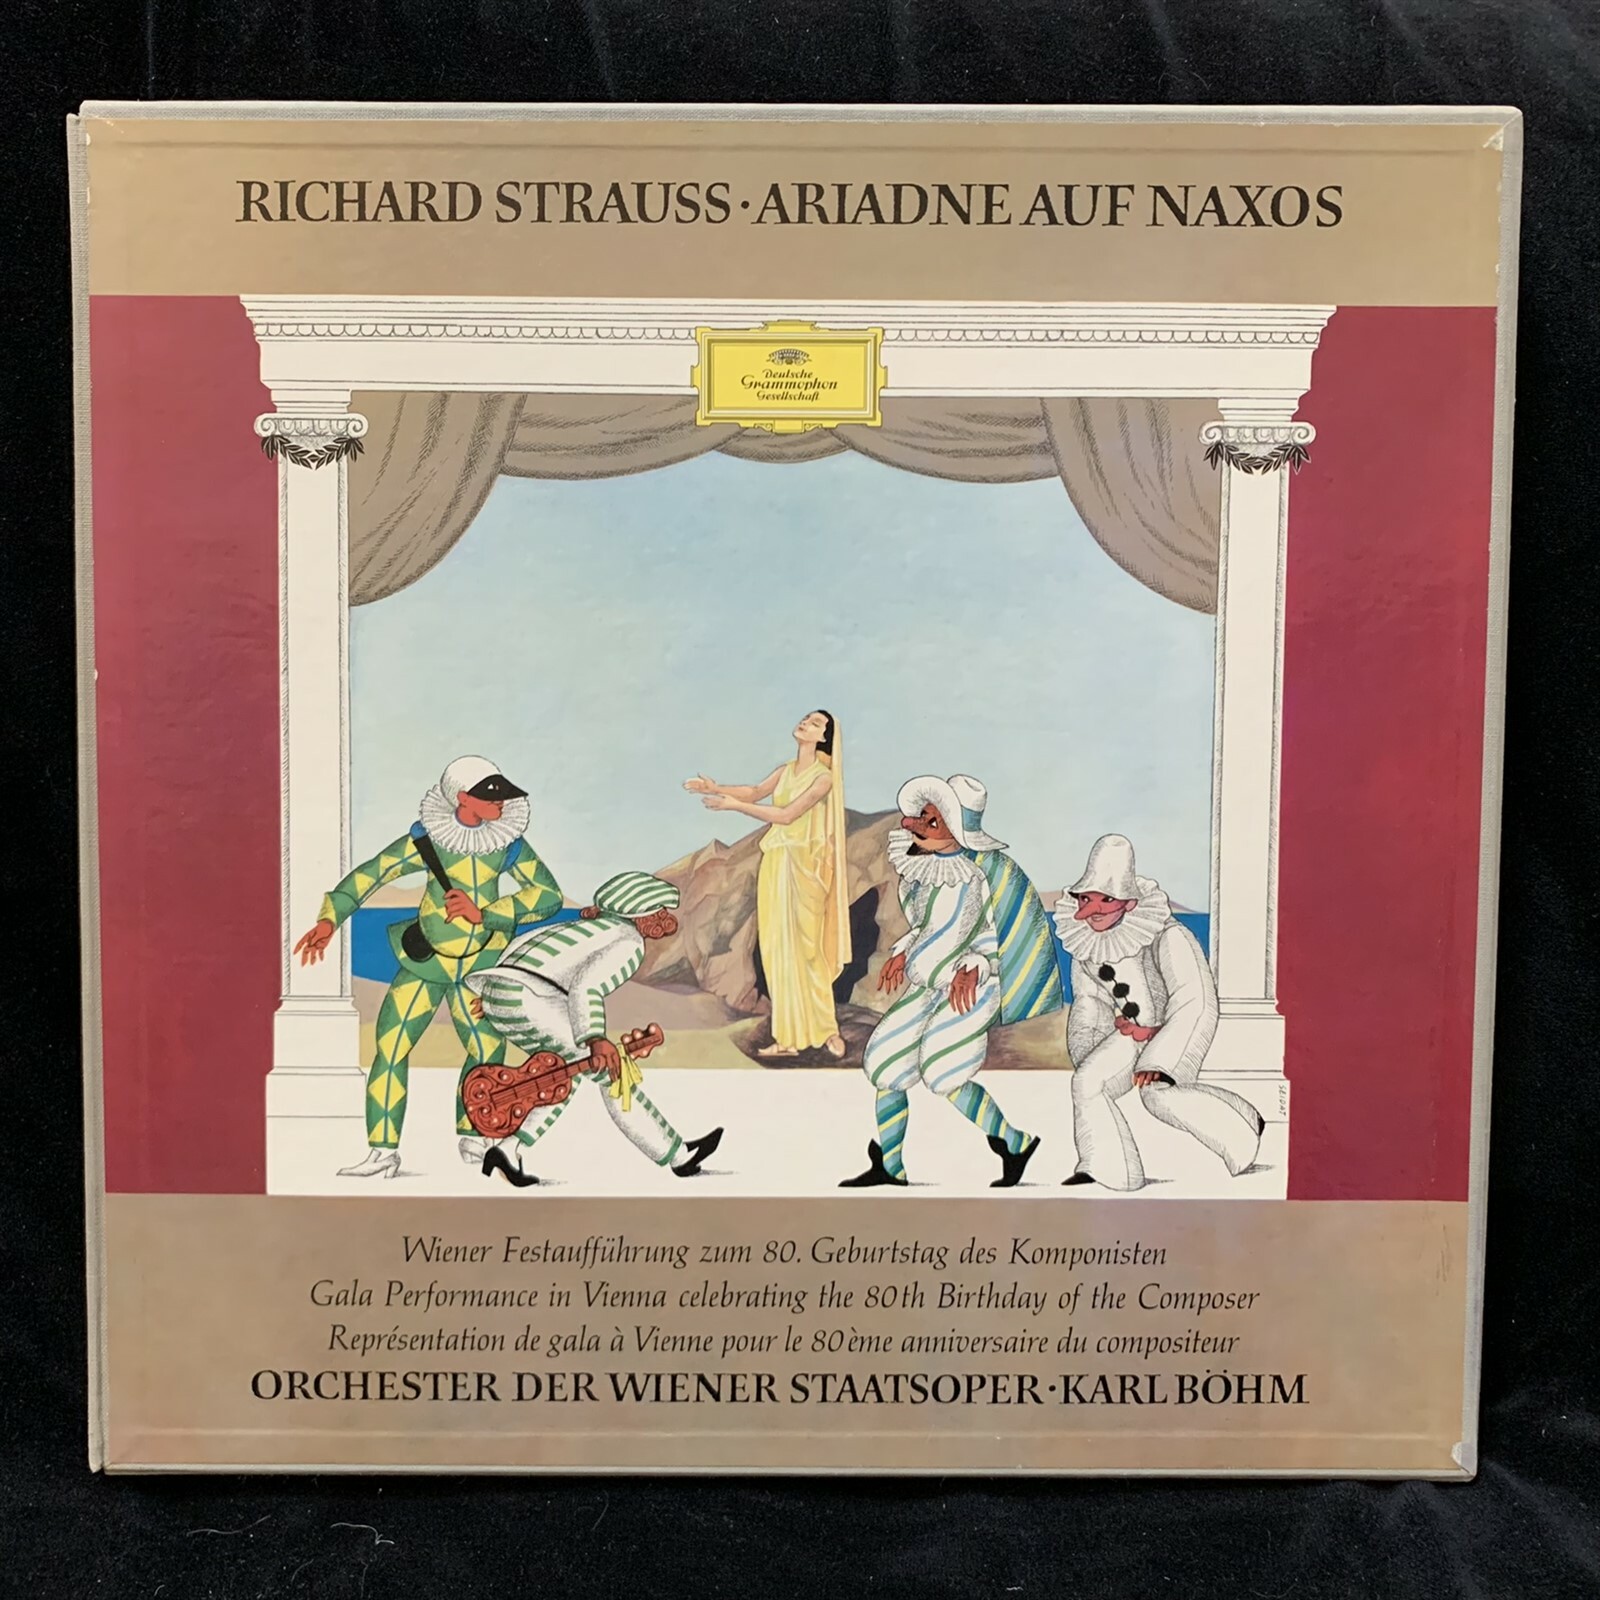 RICHARD STRAUSS·ARIADNE AUF NAXOS
Deutsche
Grammophon
Gesellschaft
SEIDAT
Wiener Festaufführung zum 80. Geburtstag des Komponisten
Gala Performance in Vienna celebrating the 80th Birthday of the Composer
Représentation de gala à Vienne pour le 80ème anniversaire du compositeur
ORCHESTER DER WIENER STAATSOPER·KARL BÖHM